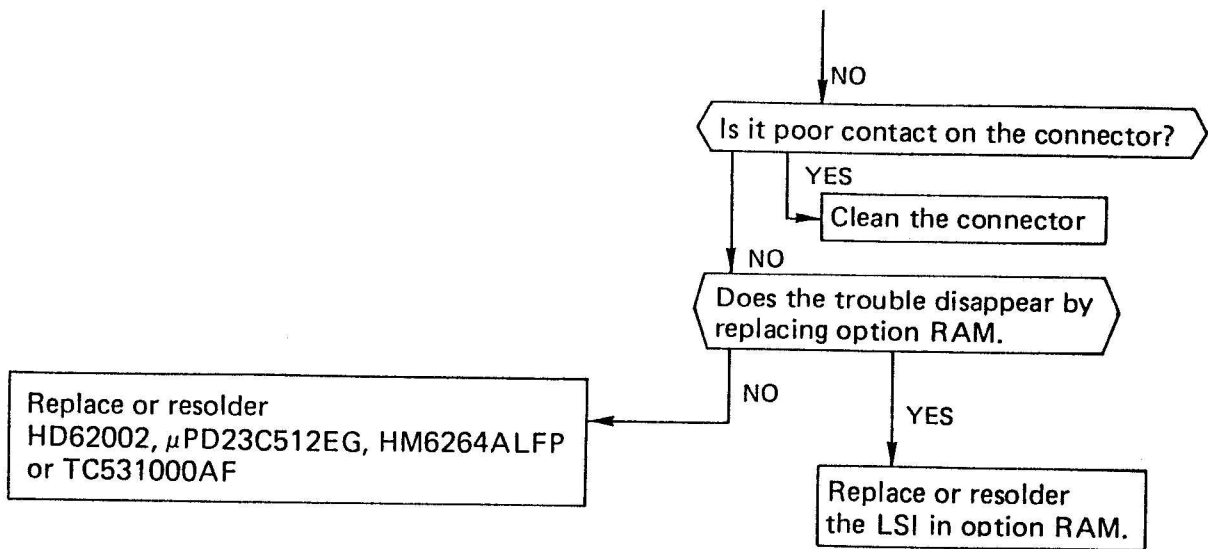 NO
Is it poor contact on the connector?
YES
Clean the connector
NO
Does the trouble disappear by
replacing option RAM.
NO
YES
Replace or resolder
HD62002, μPD23C512EG, HM6264ALFP
or TC531000AF
Replace or resolder
the LSI in option RAM.